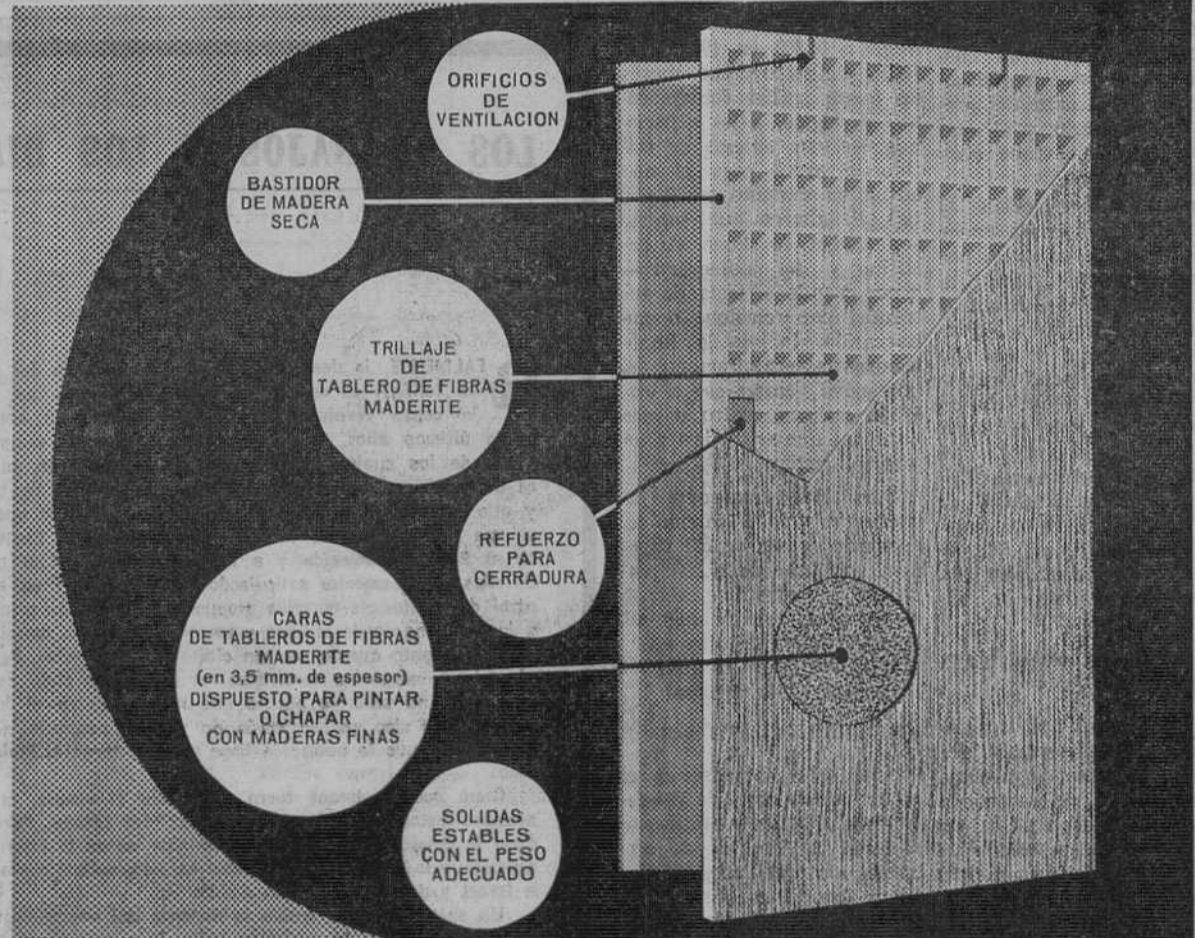 ORIFICIOS
DE
VENTILACION
BASTIDOR
DE MADERA
SECA
TRILLAJE
DE
TABLERO DE FIBRAS
MADERITE
REFUERZO
PARA
CERRADURA
CARAS
DE TABLEROS DE FIBRAS
MADERITE
(en 3,5 mm. de espesor)
DISPUESTO PARA PINTAR
O CHAPAR
CON MADERAS FINAS
SOLIDAS
ESTABLES
CON EL PESO
ADECUADO